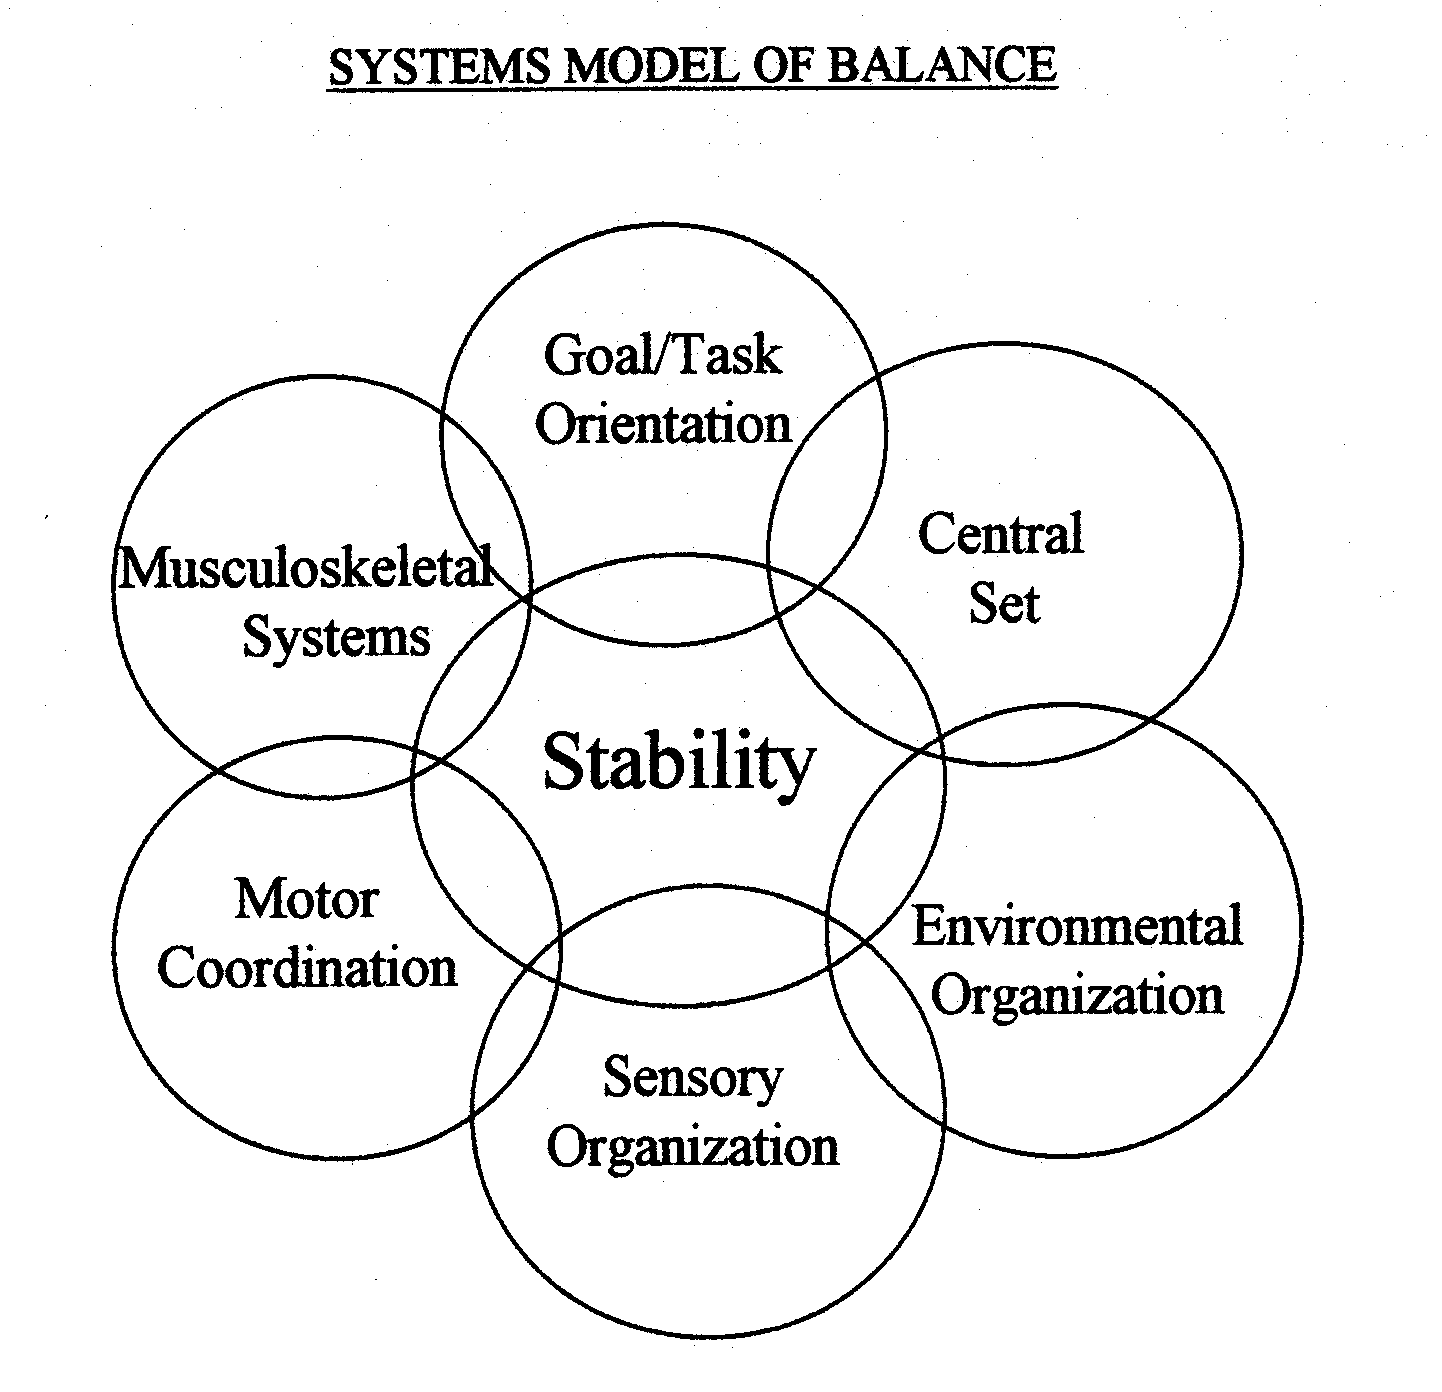 SYSTEMS MODEL OF BALANCE
Goal/Task
Orientation
Central
Set
Musculoskeletal
Systems
Stability
Motor
Coordination
Environmental
Organization
Sensory
Organization